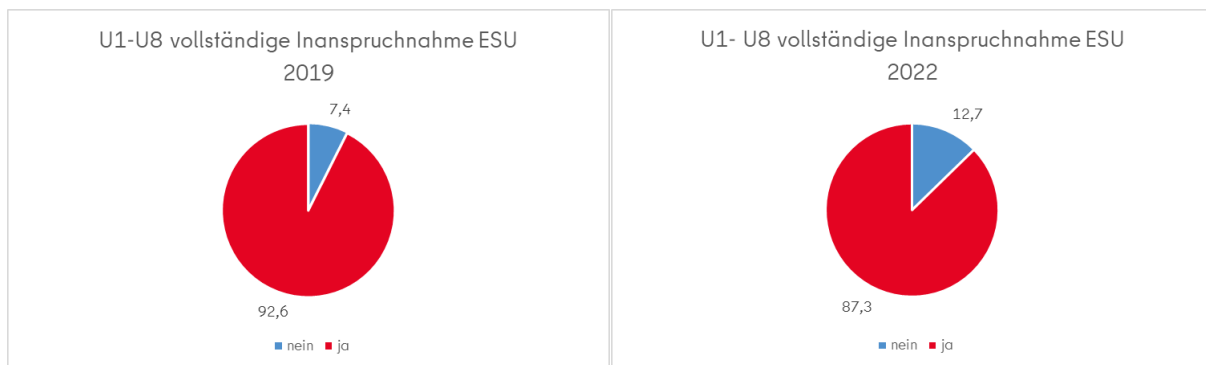 U1-U8 vollständige Inanspruchnahme ESU
2019
7,4
92,6
nein ja
U1- U8 vollständige Inanspruchnahme ESU
2022
12,7
87,3
nein ja